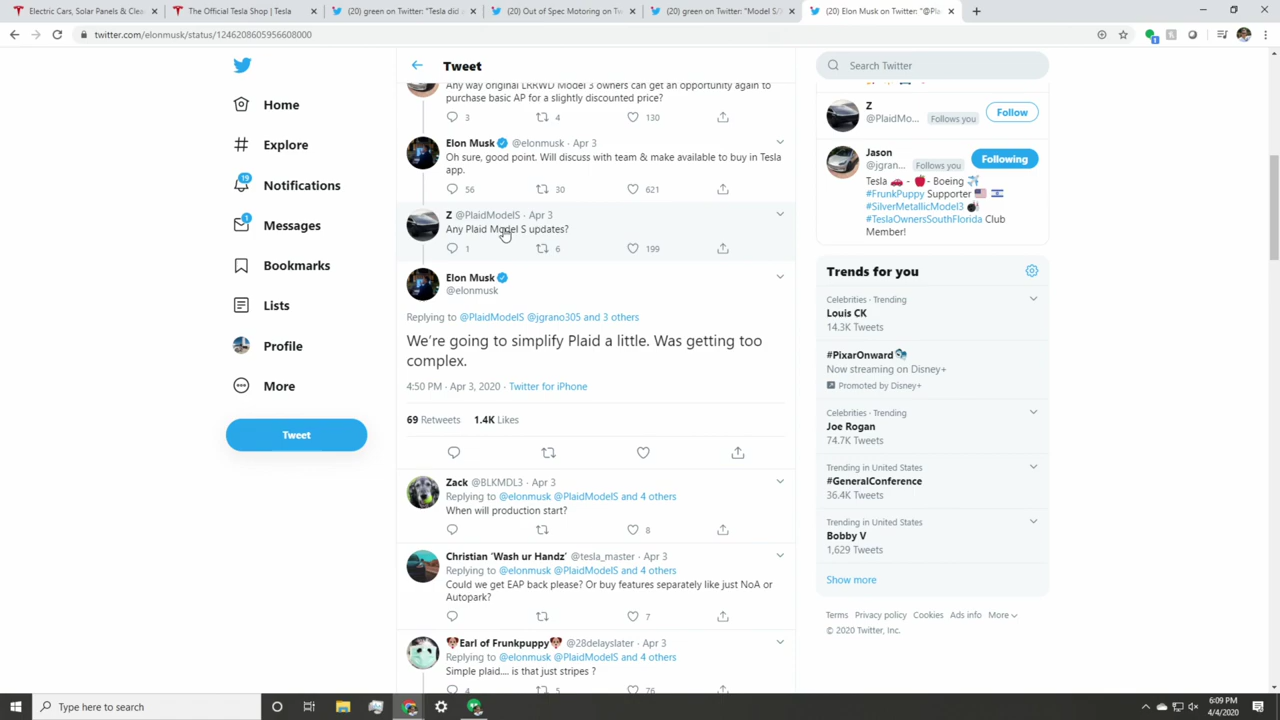 Electric Cars, Solar Panels & Clea
The Official Tesla Shop | Tesla
(20) green on Twitter: "Tesla did
(20) Out of Spec Motoring on Tw
(20) green on Twitter: "Model S/
(20) Elon Musk on Twitter: "@Pla
twitter.com/elonmusk/status/1246208605956608000
1
Home
Explore
19
Notifications
1
Messages
Bookmarks
Lists
Profile
More
Tweet
Tweet
Any way original LRRWD Model 3 owners can get an opportunity again to
purchase basic AP for a slightly discounted price?
3 4 130
Elon Musk @elonmusk · Apr 3
Oh sure, good point. Will discuss with team & make available to buy in Tesla
app.
56 30 621
Z @PlaidModelS · Apr 3
Any Plaid Model S updates?
1 6 199
Elon Musk
@elonmusk
Replying to @PlaidModelS @jgrano305 and 3 others
We're going to simplify Plaid a little. Was getting too
complex.
4:50 PM · Apr 3, 2020 · Twitter for iPhone
69 Retweets 1.4K Likes
Zack @BLKMDL3 · Apr 3
Replying to @elonmusk @PlaidModelS and 4 others
When will production start?
8
Christian 'Wash ur Handz' @tesla_master · Apr 3
Replying to @elonmusk @PlaidModelS and 4 others
Could we get EAP back please? Or buy features separately like just NoA or
Autopark?
7
Earl of Frunkpuppy @28delayslater · Apr 3
Replying to @elonmusk @PlaidModelS and 4 others
Simple plaid.... is that just stripes ?
4 5 76
Search Twitter
Z
@PlaidMo... Follows you
Follow
Jason
@jgran... Follows you
Following
Tesla - - Boeing
#FrunkPuppy Supporter
#SilverMetallicModel3
#TeslaOwnersSouthFlorida Club
Member!
Trends for you
Celebrities · Trending
Louis CK
14.3K Tweets
#PixarOnward
Now streaming on Disney+
Promoted by Disney+
Celebrities · Trending
Joe Rogan
74.7K Tweets
Trending in United States
#GeneralConference
36.4K Tweets
Trending in United States
Bobby V
1,629 Tweets
Show more
Terms Privacy policy Cookies Ads info More
© 2020 Twitter, Inc.
Type here to search
6:09 PM
4/4/2020